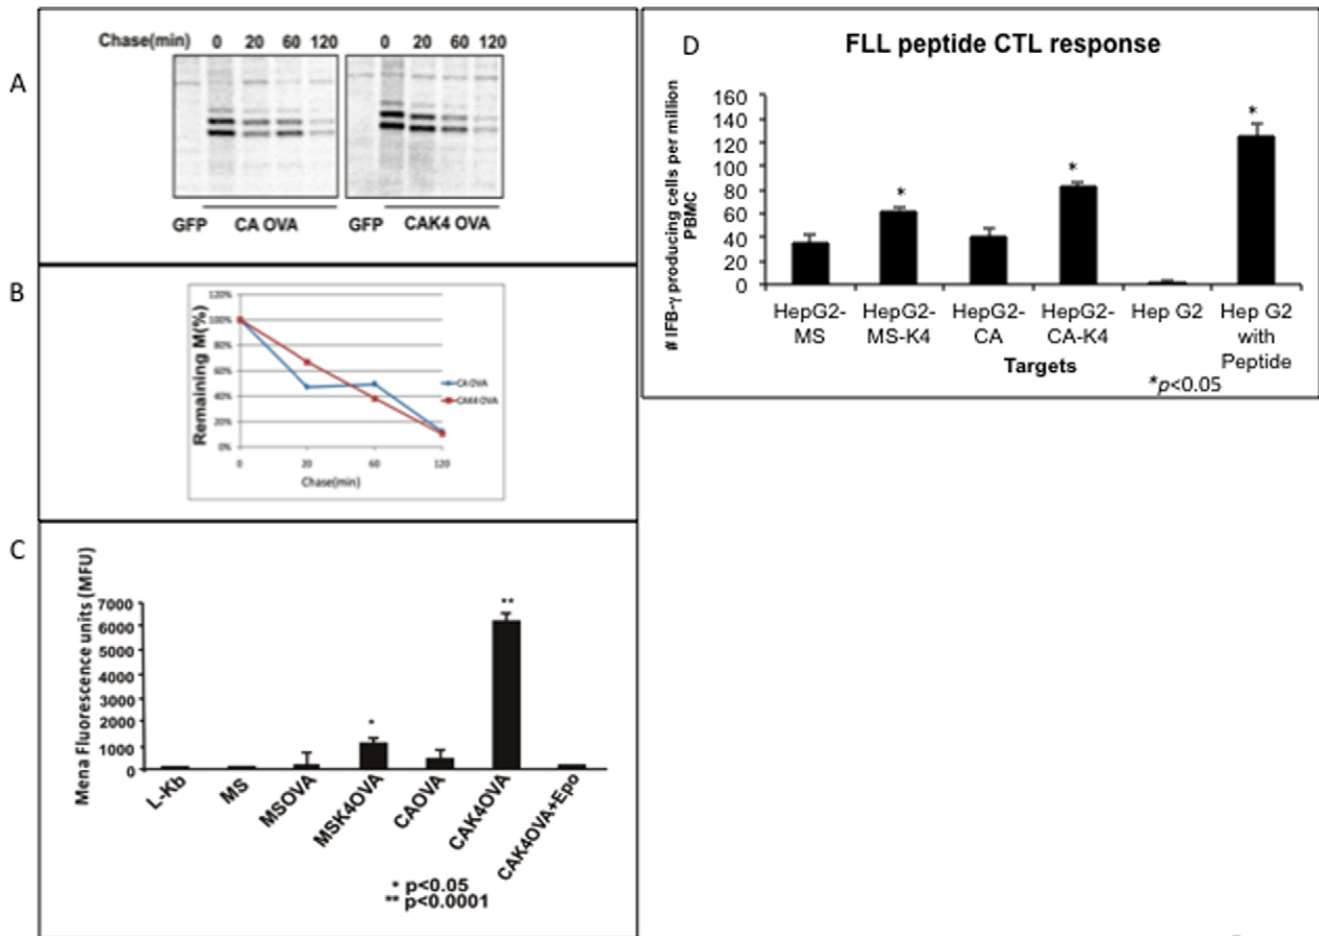 A
Chase(min) 0 20 60 120
0 20 60 120
GFP CA OVA
GFP CAK4 OVA
B
Remaining M(%)
120%
100%
80%
60%
40%
20%
0%
0 20 60 120
Chase(min)
CA OVA
CAK4 OVA
C
Mena Fluorescence units (MFU)
7000
6000
5000
4000
3000
2000
1000
0
*
**
L-Kb
MS
MSOVA
MSK4OVA
CAOVA
CAK4OVA
CAK4OVA+Epo
* p<0.05
** p<0.0001
D
FLL peptide CTL response
# IFB-γ producing cells per million
PBMC
160
140
120
100
80
60
40
20
0
*
*
*
HepG2-
MS
HepG2-
MS-K4
HepG2-
CA
HepG2-
CA-K4
Hep G2
Hep G2
with
Peptide
Targets
*p<0.05